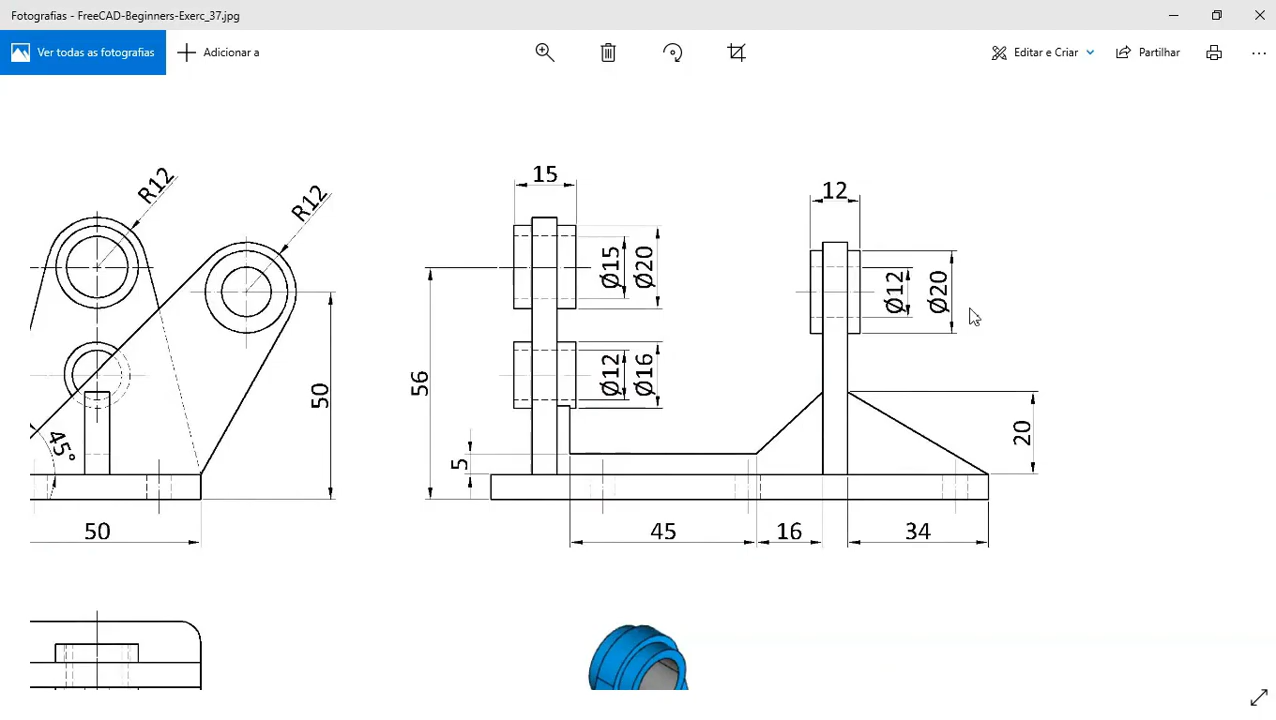 Fotografias - FreeCAD-Beginners-Exerc_37.jpg
Ver todas as fotografias
Adicionar a
Editar e Criar
Partilhar
R12
R12
15
12
Ø15
Ø20
Ø12
Ø20
56
Ø12
Ø16
50
45°
5
20
50
45
16
34